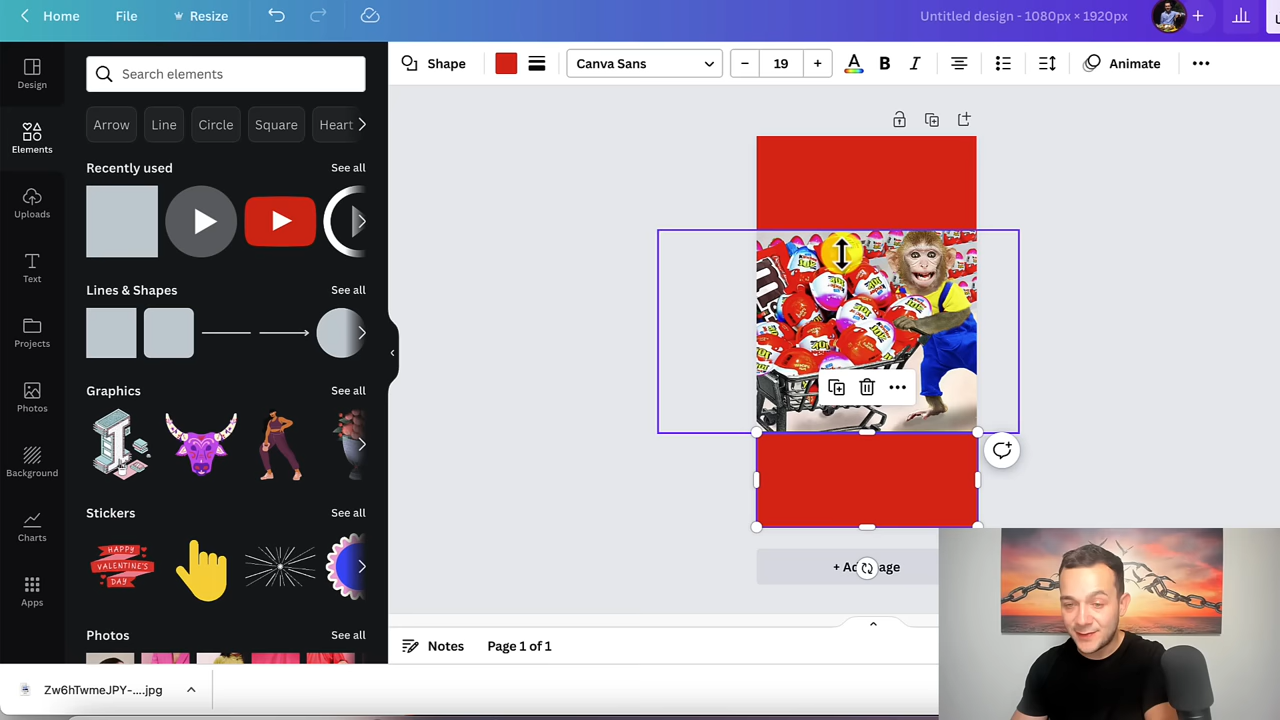 Home File Resize Untitled design - 1080px × 1920px
Design
Elements
Uploads
Text
Projects
Photos
Background
Charts
Apps
Search elements
Arrow Line Circle Square Heart
Recently used See all
Lines & Shapes See all
Graphics See all
Stickers See all
HAPPY
VALENTINE'S
DAY
Photos See all
Shape Canva Sans − 19 + A B I Animate
Notes Page 1 of 1
Zw6hTwmeJPY-....jpg